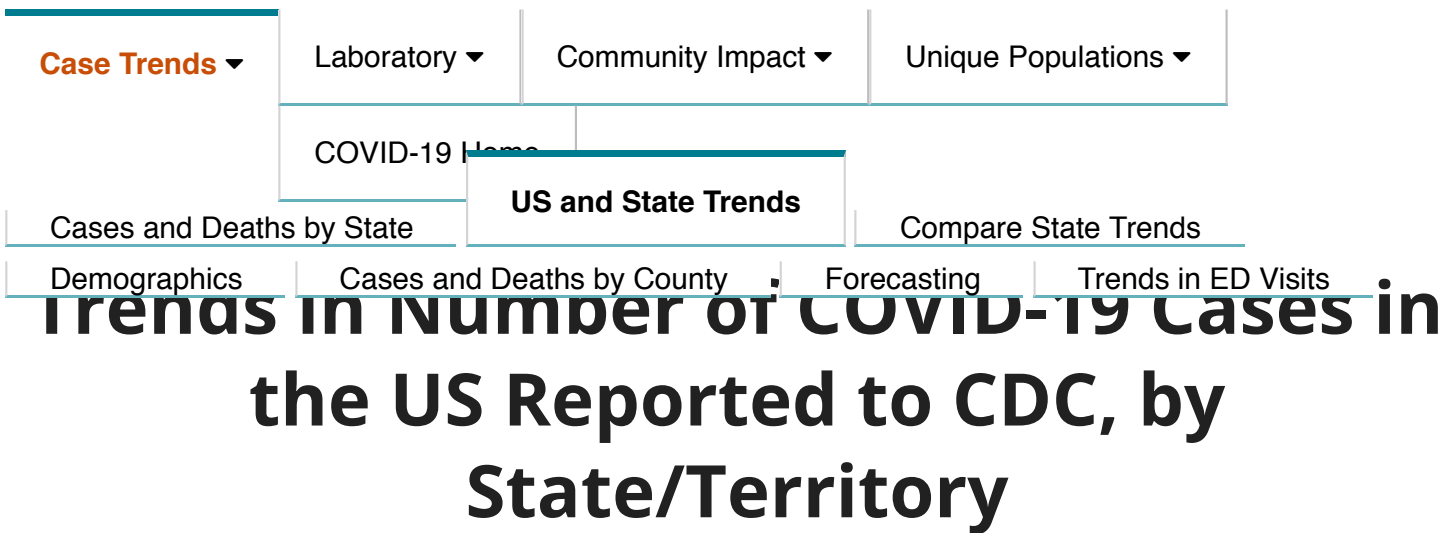 Case Trends Laboratory Community Impact Unique Populations
COVID-19 Home
US and State Trends
Cases and Deaths by State Compare State Trends
Demographics Cases and Deaths by County Forecasting Trends in ED Visits
Trends in Number of COVID-19 Cases in
the US Reported to CDC, by
State/Territory